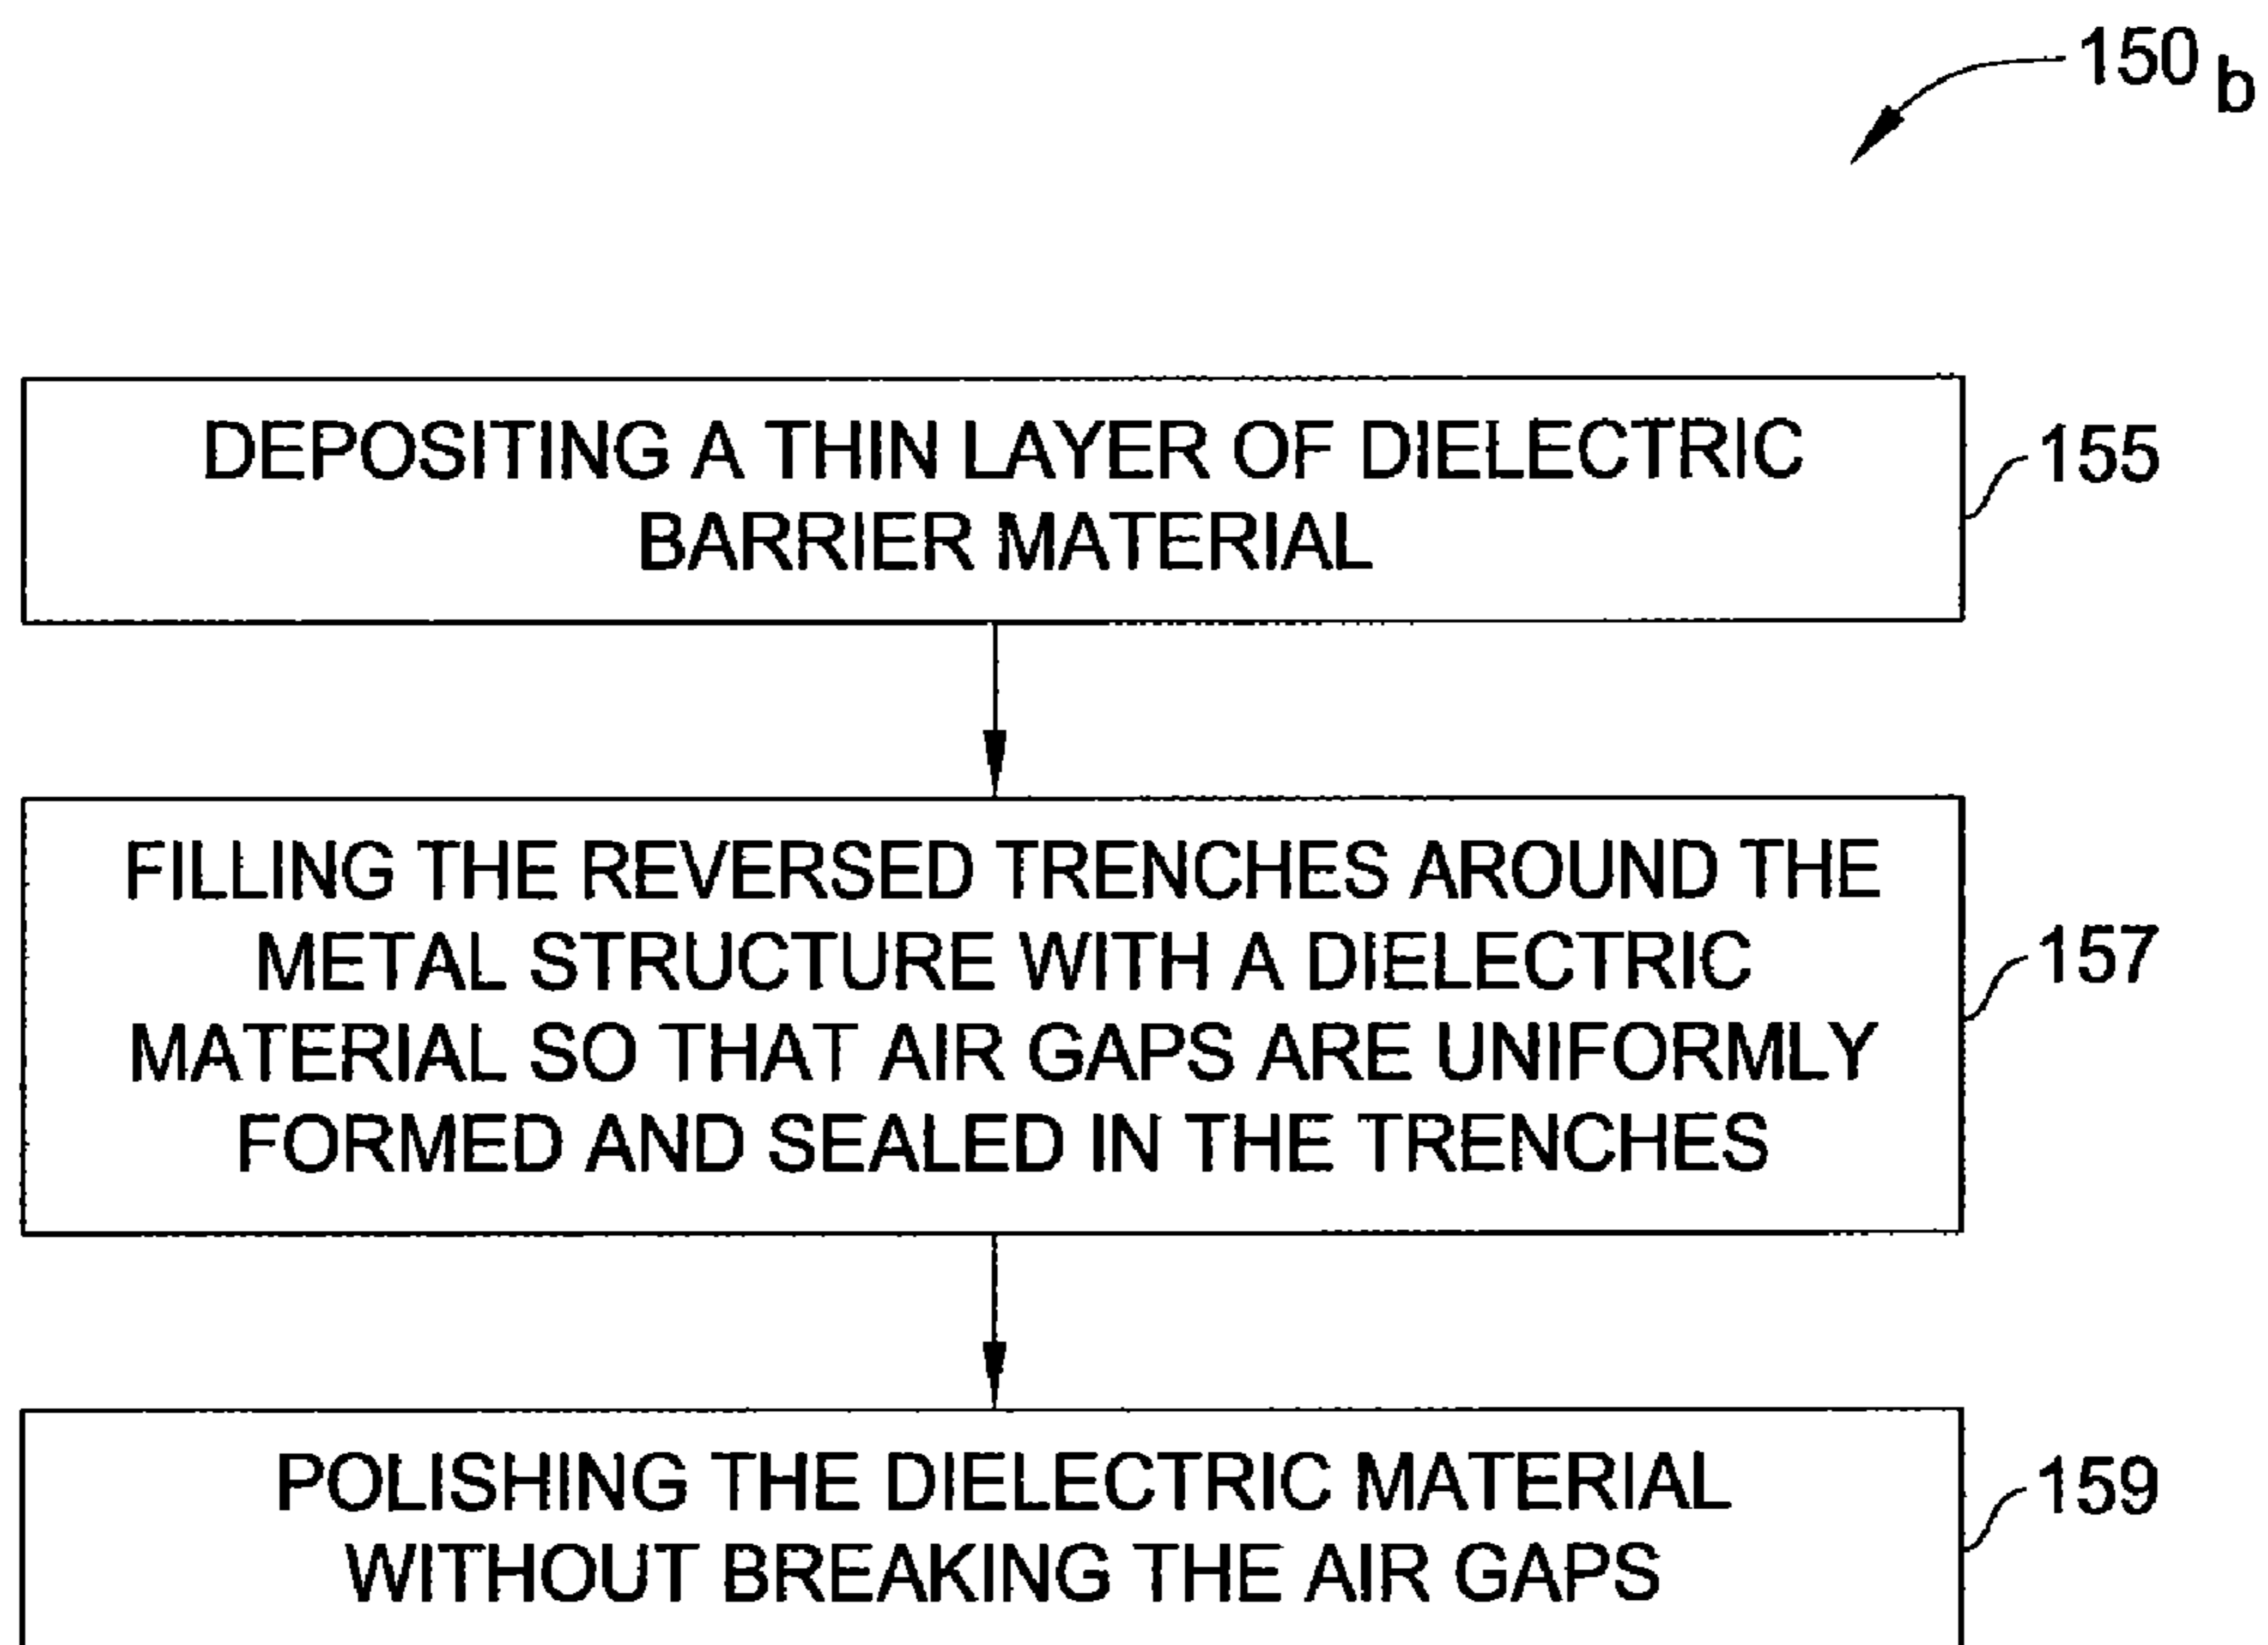 150b
DEPOSITING A THIN LAYER OF DIELECTRIC
BARRIER MATERIAL
155
FILLING THE REVERSED TRENCHES AROUND THE
METAL STRUCTURE WITH A DIELECTRIC
MATERIAL SO THAT AIR GAPS ARE UNIFORMLY
FORMED AND SEALED IN THE TRENCHES
157
POLISHING THE DIELECTRIC MATERIAL
WITHOUT BREAKING THE AIR GAPS
159